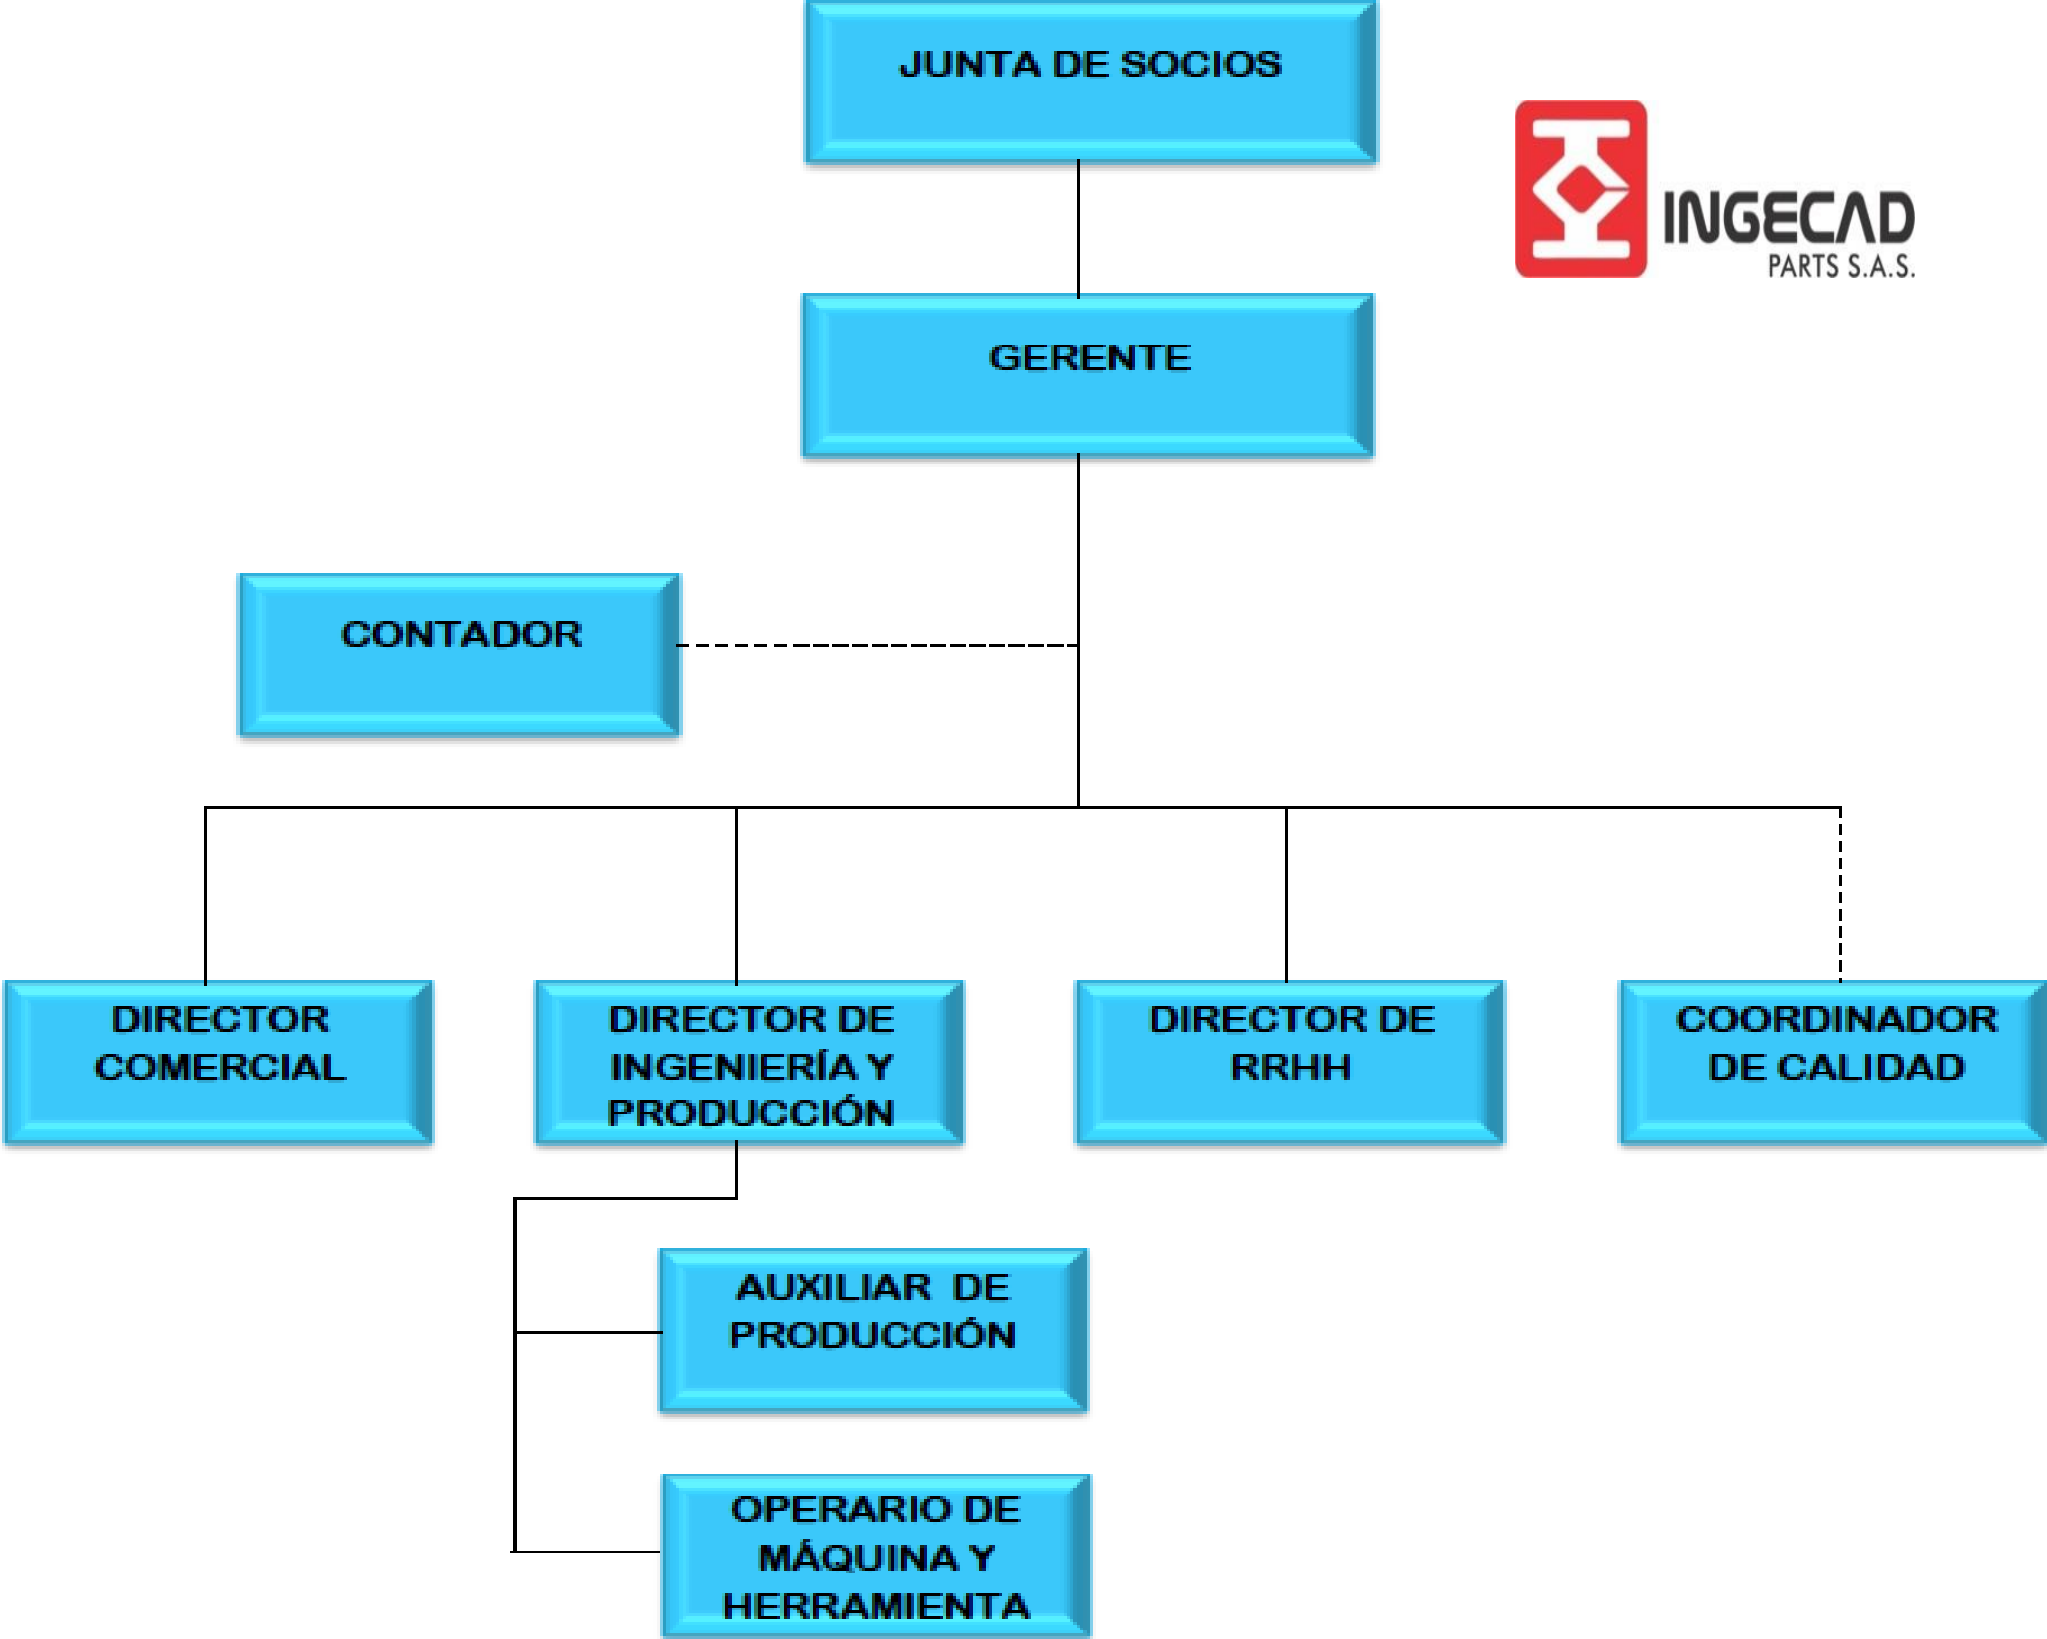 JUNTA DE SOCIOS
INGECAD
PARTS S.A.S.
GERENTE
CONTADOR
DIRECTOR
COMERCIAL
DIRECTOR DE
INGENIERÍA Y
PRODUCCIÓN
DIRECTOR DE
RRHH
COORDINADOR
DE CALIDAD
AUXILIAR DE
PRODUCCIÓN
OPERARIO DE
MÁQUINA Y
HERRAMIENTA